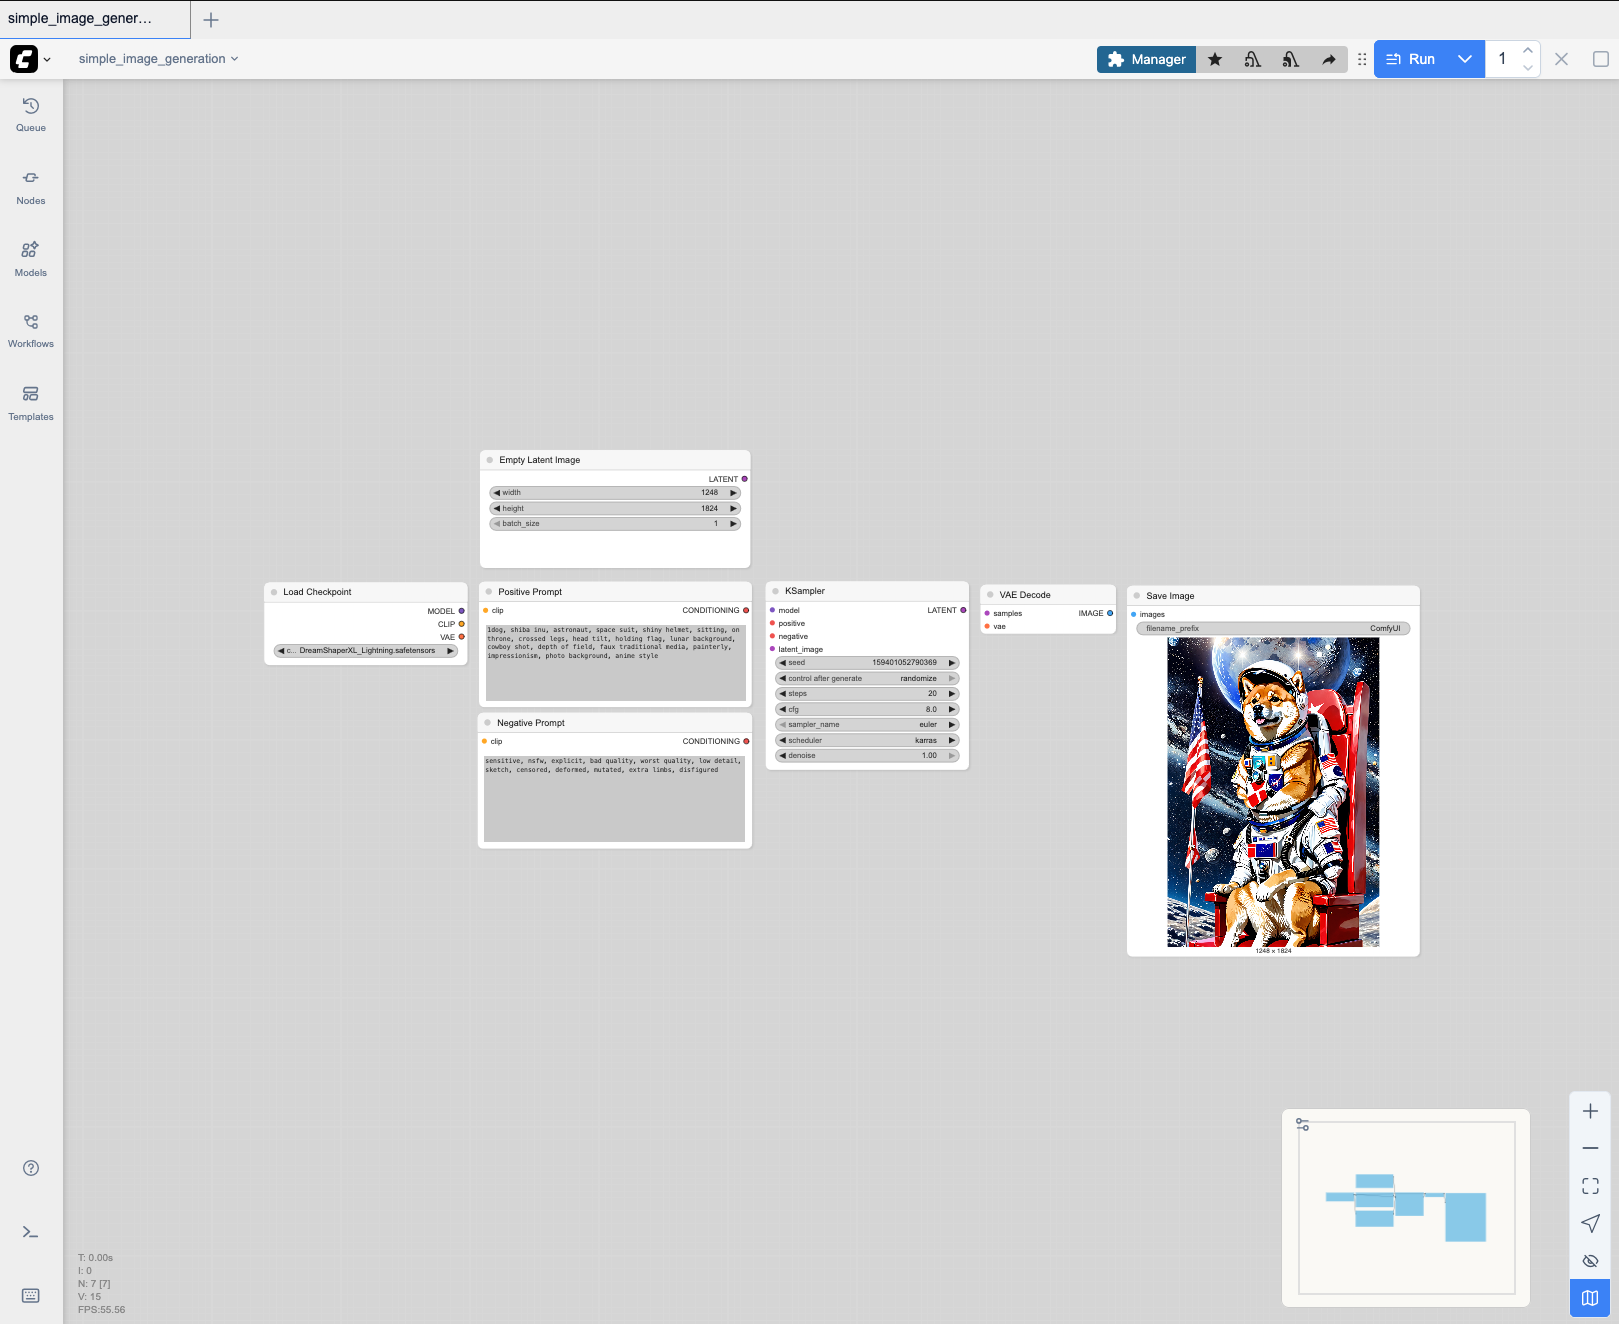 simple_image_gener...
simple_image_generation
Manager
Run
1
Queue
Nodes
Models
Workflows
Templates
Empty Latent Image
LATENT
width 1248
height 1824
batch_size 1
Load Checkpoint
MODEL
CLIP
VAE
c... DreamShaperXL_Lightning.safetensors
Positive Prompt
clip CONDITIONING
1dog, shiba inu, astronaut, space suit, shiny helmet, sitting, on
throne, crossed legs, head tilt, holding flag, lunar background,
cowboy shot, depth of field, faux traditional media, painterly,
impressionism, photo background, anime style
Negative Prompt
clip CONDITIONING
sensitive, nsfw, explicit, bad quality, worst quality, low detail,
sketch, censored, deformed, mutated, extra limbs, disfigured
KSampler
model LATENT
positive
negative
latent_image
seed 159401052790369
control after generate randomize
steps 20
cfg 8.0
sampler_name euler
scheduler karras
denoise 1.00
VAE Decode
samples IMAGE
vae
Save Image
images
filename_prefix ComfyUI
1248 x 1824
T: 0.00s
I: 0
N: 7 [7]
V: 15
FPS:55.56